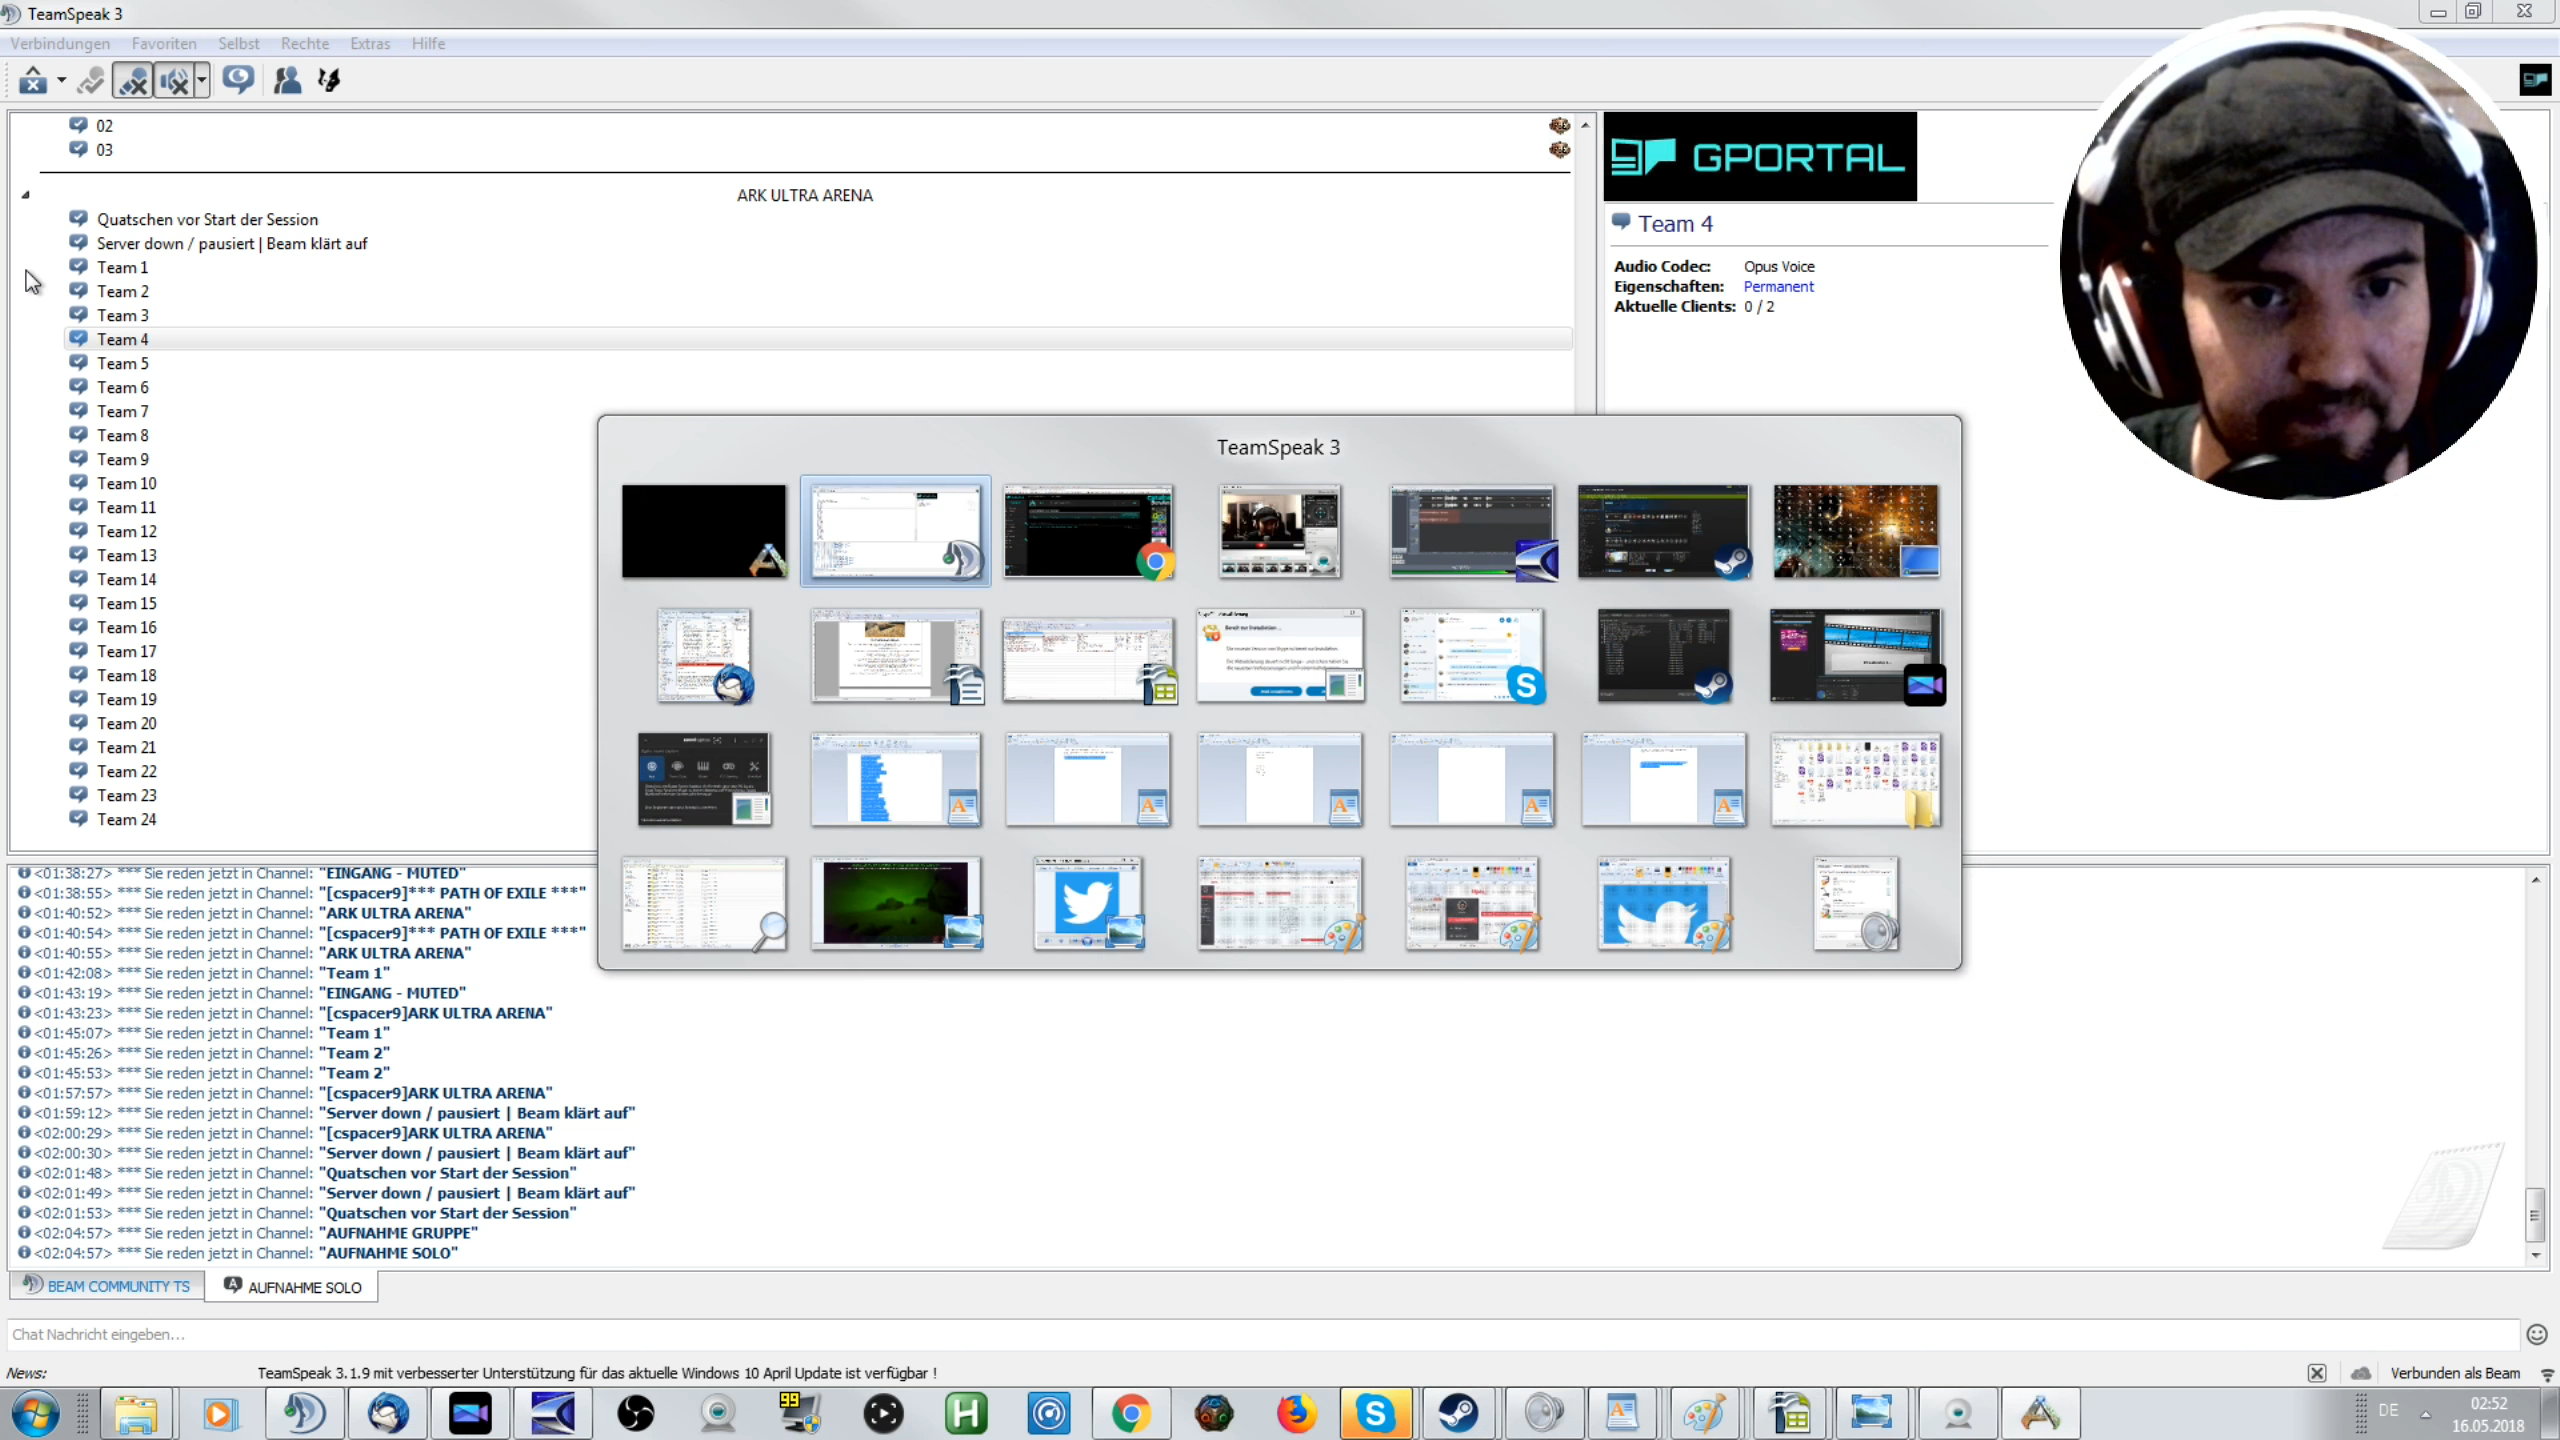 TeamSpeak 3
Verbindungen Favoriten Selbst Rechte Extras Hilfe
02
03
ARK ULTRA ARENA
Quatschen vor Start der Session
Server down / pausiert | Beam klärt auf
Team 1
Team 2
Team 3
Team 4
Team 5
Team 6
Team 7
Team 8
Team 9
Team 10
Team 11
Team 12
Team 13
Team 14
Team 15
Team 16
Team 17
Team 18
Team 19
Team 20
Team 21
Team 22
Team 23
Team 24
GPORTAL
Team 4
Audio Codec: Opus Voice
Eigenschaften: Permanent
Aktuelle Clients: 0 / 2
TeamSpeak 3
<01:38:27> *** Sie reden jetzt in Channel: "EINGANG - MUTED"
<01:38:55> *** Sie reden jetzt in Channel: "[cspacer9]*** PATH OF EXILE ***"
<01:40:52> *** Sie reden jetzt in Channel: "ARK ULTRA ARENA"
<01:40:54> *** Sie reden jetzt in Channel: "[cspacer9]*** PATH OF EXILE ***"
<01:40:55> *** Sie reden jetzt in Channel: "ARK ULTRA ARENA"
<01:42:08> *** Sie reden jetzt in Channel: "Team 1"
<01:43:19> *** Sie reden jetzt in Channel: "EINGANG - MUTED"
<01:43:23> *** Sie reden jetzt in Channel: "[cspacer9]ARK ULTRA ARENA"
<01:45:07> *** Sie reden jetzt in Channel: "Team 1"
<01:45:26> *** Sie reden jetzt in Channel: "Team 2"
<01:45:53> *** Sie reden jetzt in Channel: "Team 2"
<01:57:57> *** Sie reden jetzt in Channel: "[cspacer9]ARK ULTRA ARENA"
<01:59:12> *** Sie reden jetzt in Channel: "Server down / pausiert | Beam klärt auf"
<02:00:29> *** Sie reden jetzt in Channel: "[cspacer9]ARK ULTRA ARENA"
<02:00:30> *** Sie reden jetzt in Channel: "Server down / pausiert | Beam klärt auf"
<02:01:48> *** Sie reden jetzt in Channel: "Quatschen vor Start der Session"
<02:01:49> *** Sie reden jetzt in Channel: "Server down / pausiert | Beam klärt auf"
<02:01:53> *** Sie reden jetzt in Channel: "Quatschen vor Start der Session"
<02:04:57> *** Sie reden jetzt in Channel: "AUFNAHME GRUPPE"
<02:04:57> *** Sie reden jetzt in Channel: "AUFNAHME SOLO"
BEAM COMMUNITY TS AUFNAHME SOLO
Chat Nachricht eingeben...
News: TeamSpeak 3.1.9 mit verbesserter Unterstützung für das aktuelle Windows 10 April Update ist verfügbar ! Verbunden als Beam
99
DE 02:52
16.05.2018